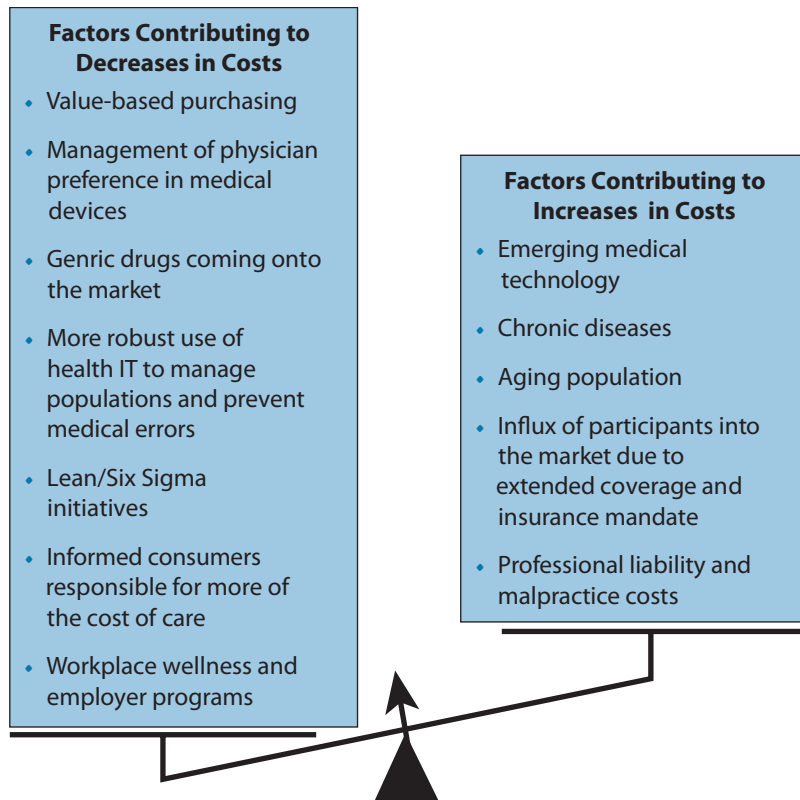 Factors Contributing to
Decreases in Costs
Value-based purchasing
Management of physician
preference in medical
devices
Genric drugs coming onto
the market
More robust use of
health IT to manage
populations and prevent
medical errors
Lean/Six Sigma
initiatives
Informed consumers
responsible for more of
the cost of care
Workplace wellness and
employer programs
Factors Contributing to
Increases in Costs
Emerging medical
technology
Chronic diseases
Aging population
Influx of participants into
the market due to
extended coverage and
insurance mandate
Professional liability and
malpractice costs